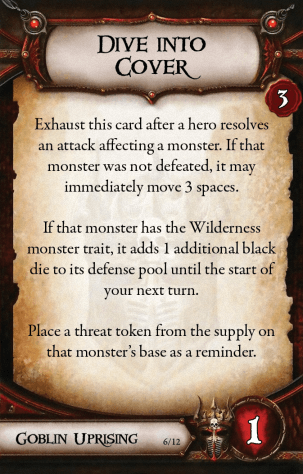 Dive into
Cover
3
Exhaust this card after a hero resolves
an attack affecting a monster. If that
monster was not defeated, it may
immediately move 3 spaces.
If that monster has the Wilderness
monster trait, it adds 1 additional black
die to its defense pool until the start of
your next turn.
Place a threat token from the supply on
that monster's base as a reminder.
Goblin Uprising 6/12 1